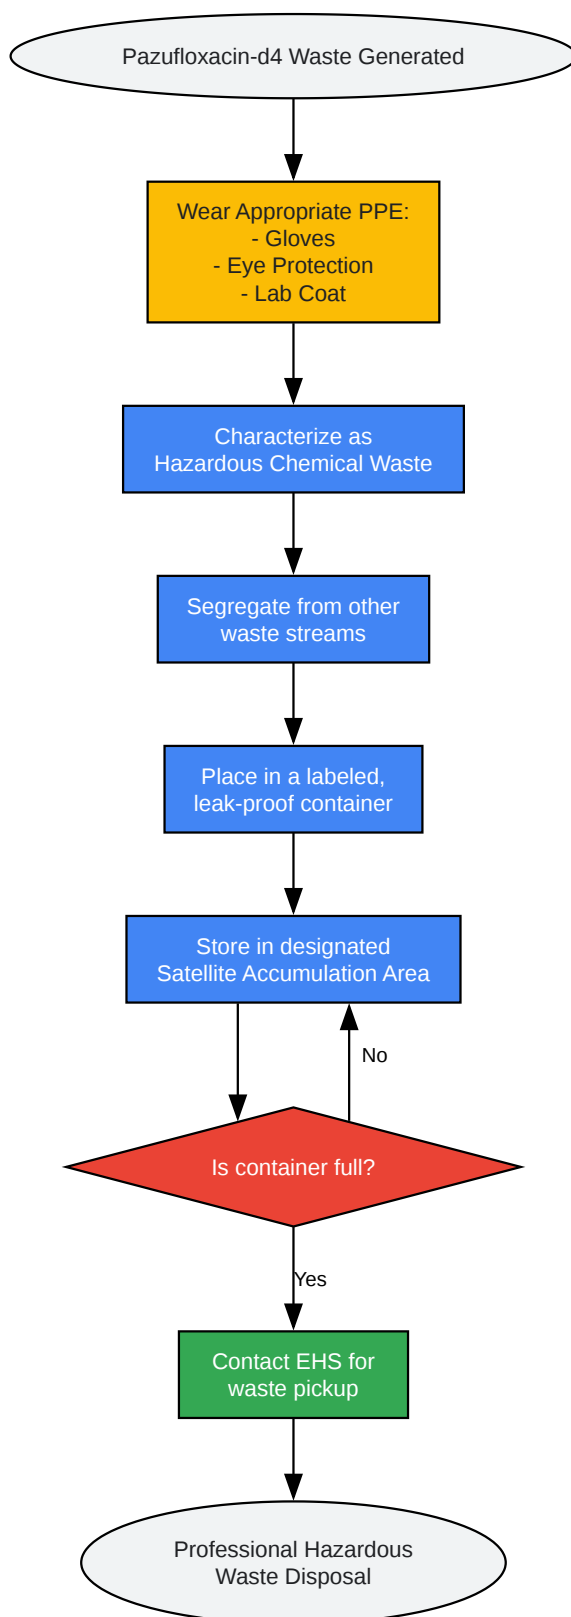 Pazufloxacin-d4 Waste Generated
Wear Appropriate PPE:
- Gloves
- Eye Protection
- Lab Coat
Characterize as
Hazardous Chemical Waste
Segregate from other
waste streams
Place in a labeled,
leak-proof container
Store in designated
Satellite Accumulation Area
No
Is container full?
Yes
Contact EHS for
waste pickup
Professional Hazardous
Waste Disposal